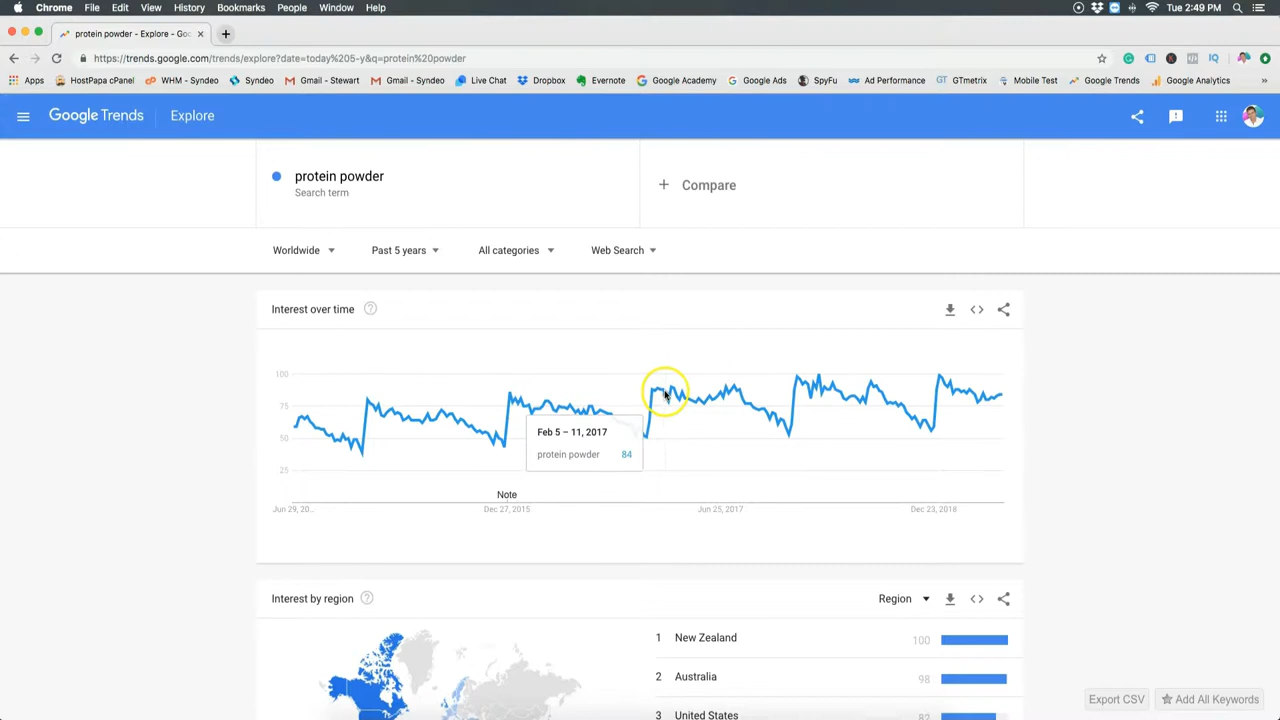 Chrome File Edit View History Bookmarks People Window Help Tue 2:49 PM
protein powder - Explore - Goo
https://trends.google.com/trends/explore?date=today%205-y&q=protein%20powder
Apps HostPapa cPanel WHM - Syndeo Syndeo Gmail - Stewart Gmail - Syndeo Live Chat Dropbox Evernote Google Academy Google Ads SpyFu Ad Performance GTmetrix Mobile Test Google Trends Google Analytics »
Google Trends Explore
protein powder
Search term
+ Compare
Worldwide Past 5 years All categories Web Search
Interest over time
100
75
50
25
Feb 5 – 11, 2017
protein powder 84
Note
Jun 29, 20... Dec 27, 2015 Jun 25, 2017 Dec 23, 2018
Interest by region Region
1 New Zealand 100
2 Australia 98
3 United States 82
Export CSV Add All Keywords